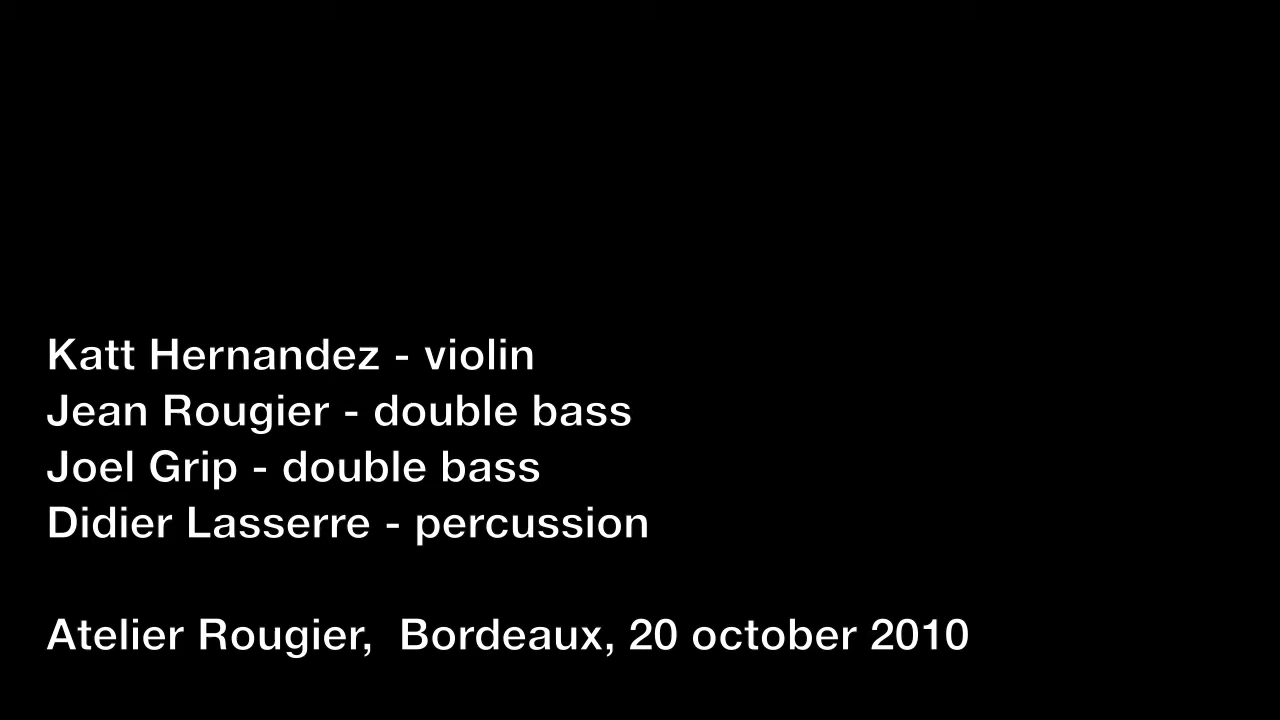 Katt Hernandez - violin
Jean Rougier - double bass
Joel Grip - double bass
Didier Lasserre - percussion
Atelier Rougier,  Bordeaux, 20 october 2010